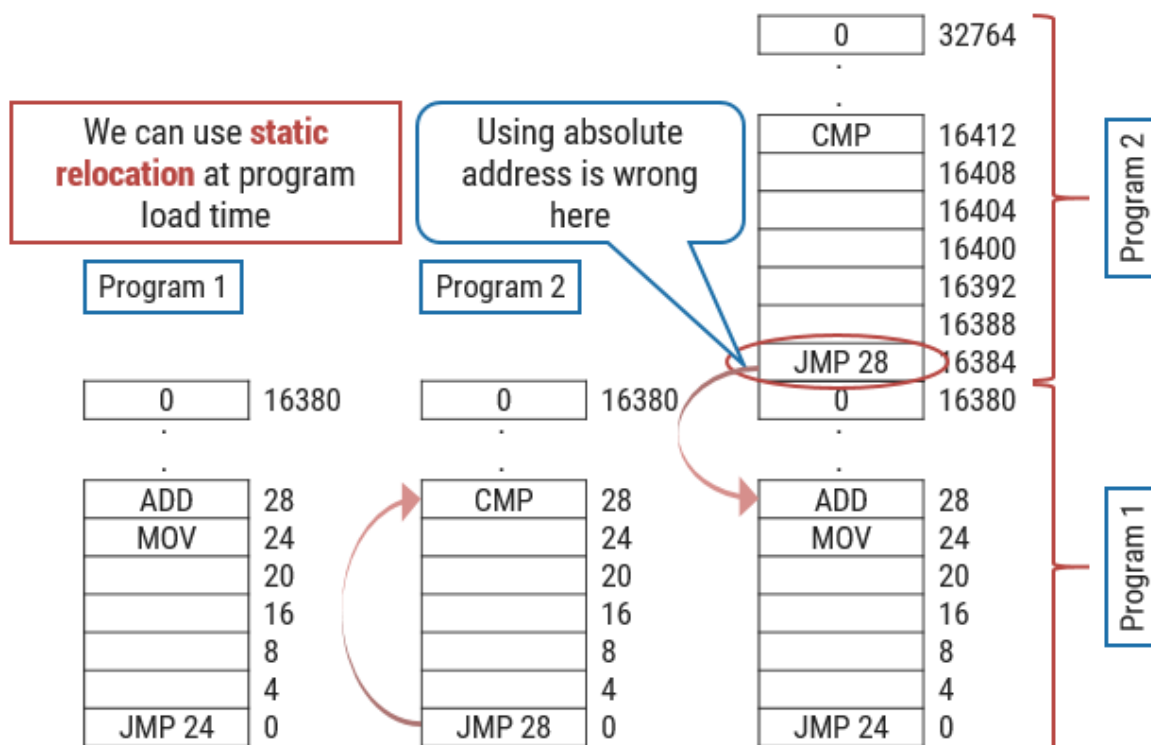 0 32764
.
.
We can use static
relocation at program
load time
Using absolute
address is wrong
here
CMP 16412
16408
16404
16400
16392
16388
JMP 28 16384
0 16380
.
.
ADD 28
MOV 24
20
16
8
4
JMP 24 0
Program 2
Program 1
Program 1
0 16380
.
.
ADD 28
MOV 24
20
16
8
4
JMP 24 0
Program 2
0 16380
.
.
CMP 28
24
20
16
8
4
JMP 28 0